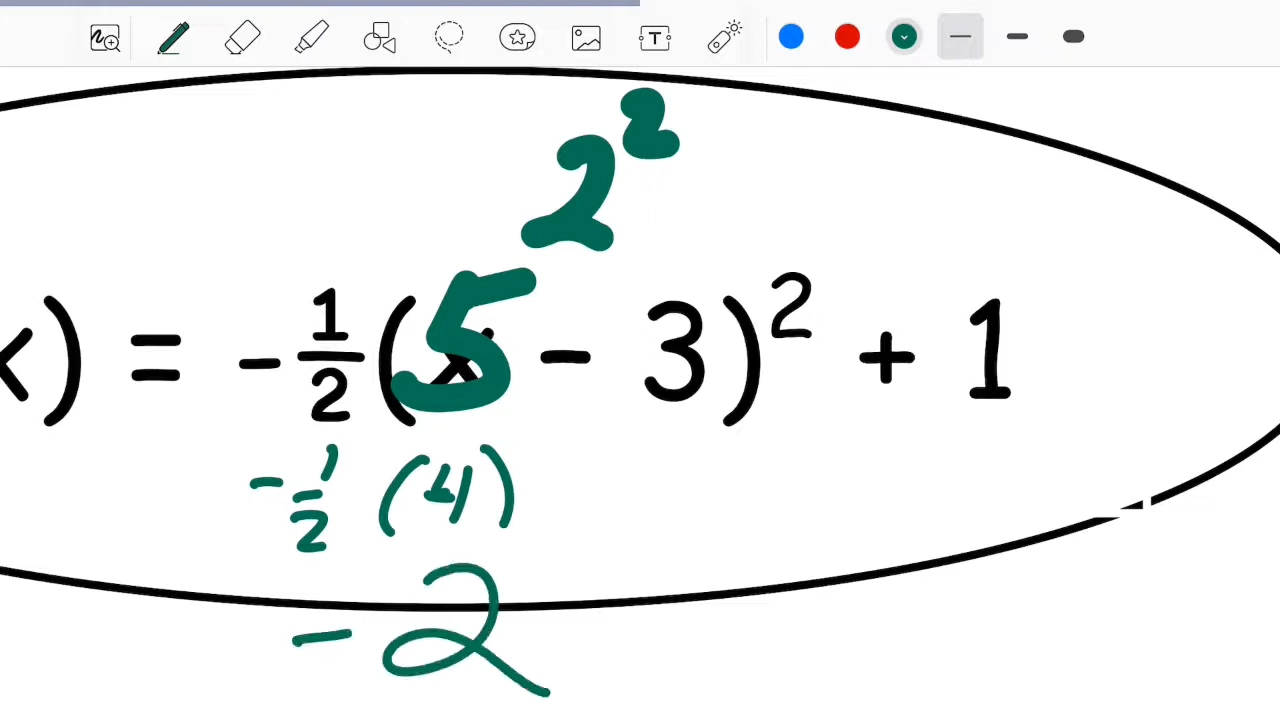 2²
x) = -1/2(5 - 3)² + 1
-1/2 (4)
-2